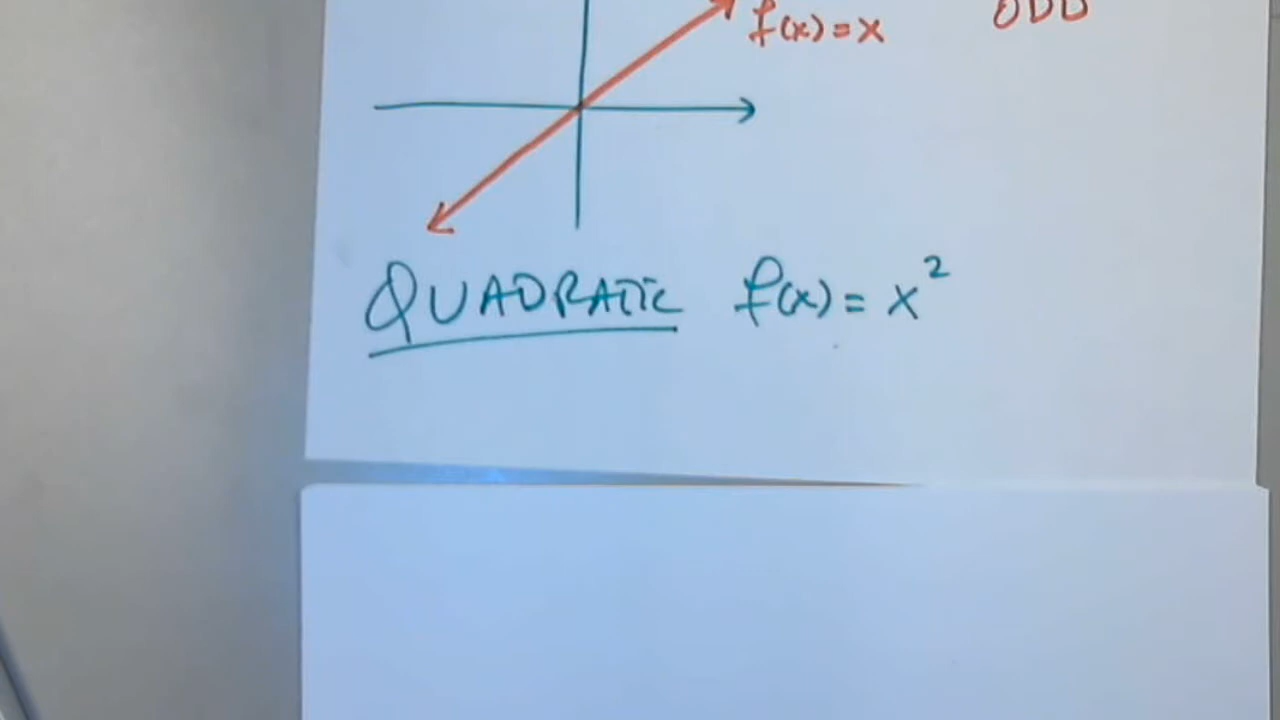 f(x) = x ODD
QUADRATIC f(x) = x²